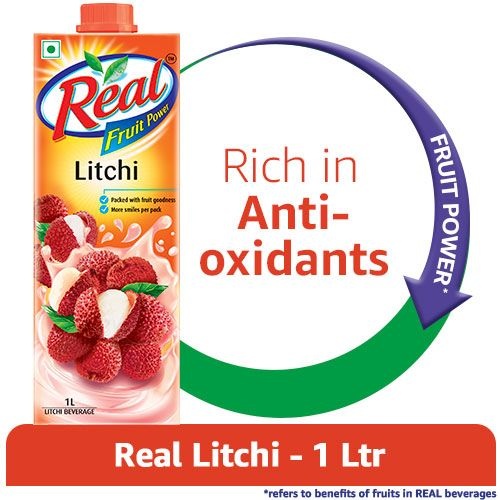 Real
TM
Fruit Power
Litchi
Packed with fruit goodness
More smiles per pack
1L
LITCHI BEVERAGE
Rich in
Anti-
oxidants
FRUIT POWER*
Real Litchi - 1 Ltr
*refers to benefits of fruits in REAL beverages